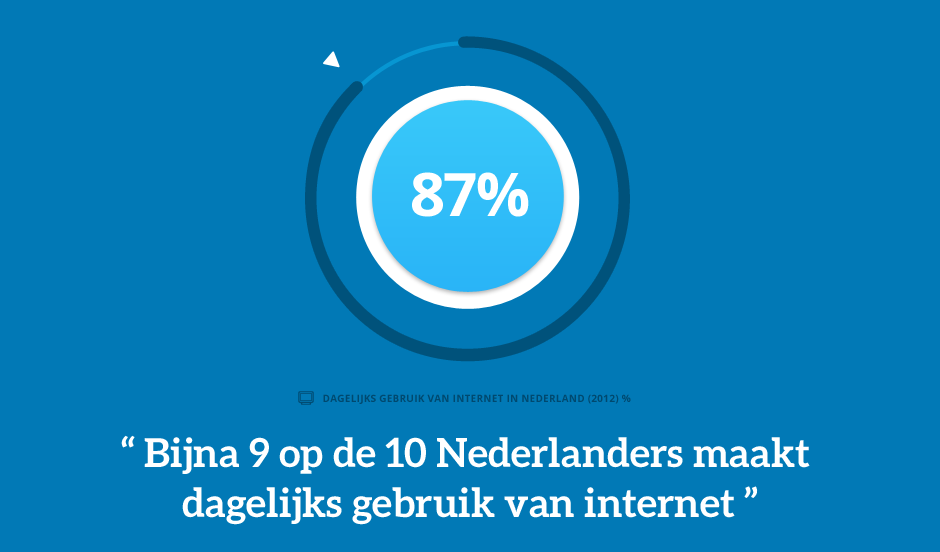 87%
DAGELIJKS GEBRUIK VAN INTERNET IN NEDERLAND (2012) %
“ Bijna 9 op de 10 Nederlanders maakt
dagelijks gebruik van internet ”